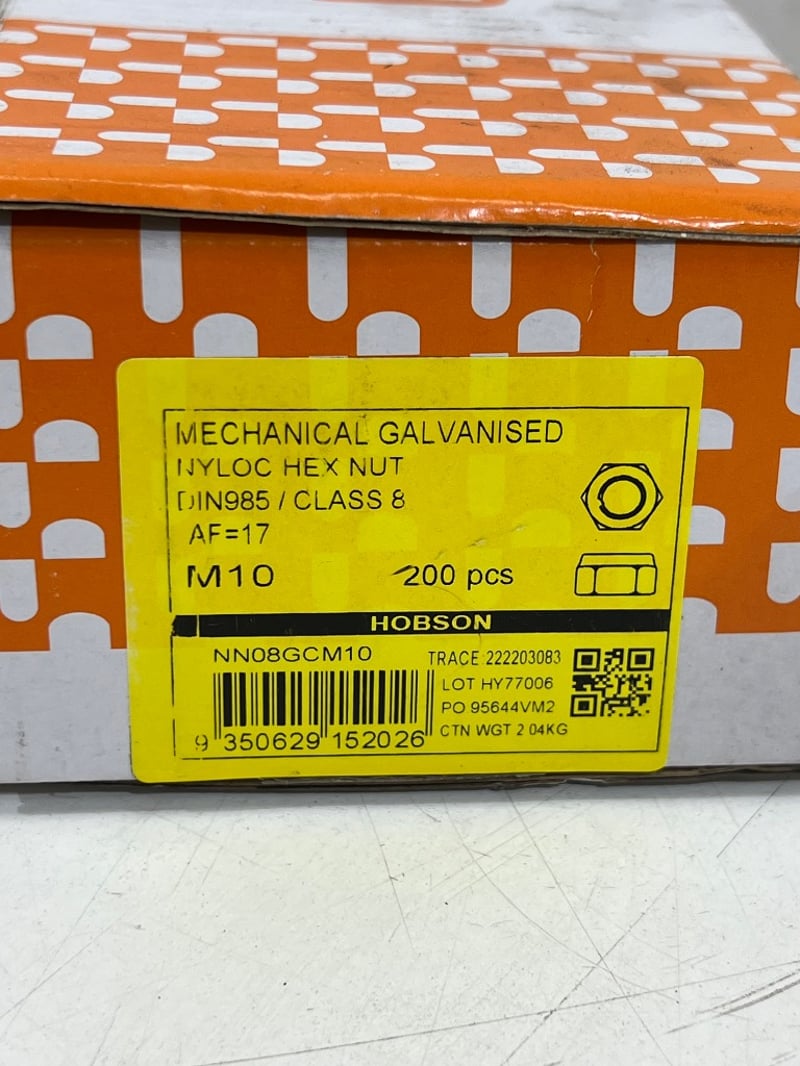 MECHANICAL GALVANISED
NYLOC HEX NUT
DIN985 / CLASS 8
AF=17
M10 200 pcs
HOBSON
NN08GCM10
TRACE 222203083
LOT HY77006
PO 95644VM2
CTN WGT 2.04KG
9 350629 152026